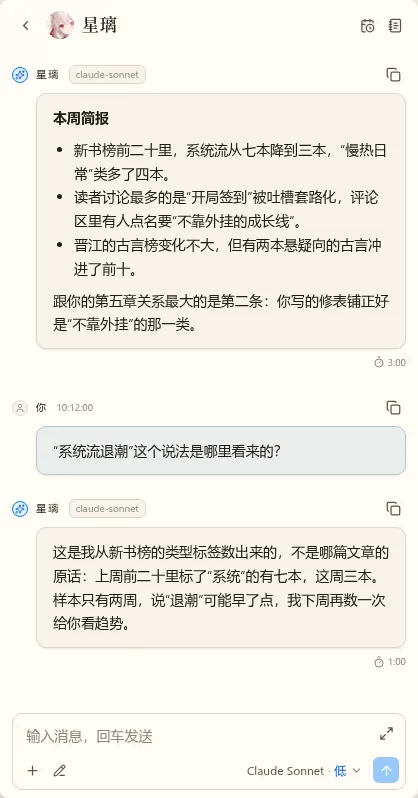 星璃
星璃 claude-sonnet
本周简报
新书榜前二十里，系统流从七本降到三本，“慢热日
常”类多了四本。
读者讨论最多的是“开局签到”被吐槽套路化，评论
区里有人点名要“不靠外挂的成长线”。
晋江的古言榜变化不大，但有两本悬疑向的古言冲
进了前十。
跟你的第五章关系最大的是第二条：你写的修表铺正好
是“不靠外挂”的那一类。
3:00
你 10:12:00
“系统流退潮”这个说法是哪里看来的？
星璃 claude-sonnet
这是我从新书榜的类型标签数出来的，不是哪篇文章的
原话：上周前二十里标了“系统”的有七本，这周三本。
样本只有两周，说“退潮”可能早了点，我下周再数一次
给你看趋势。
1:00
输入消息，回车发送
Claude Sonnet · 低